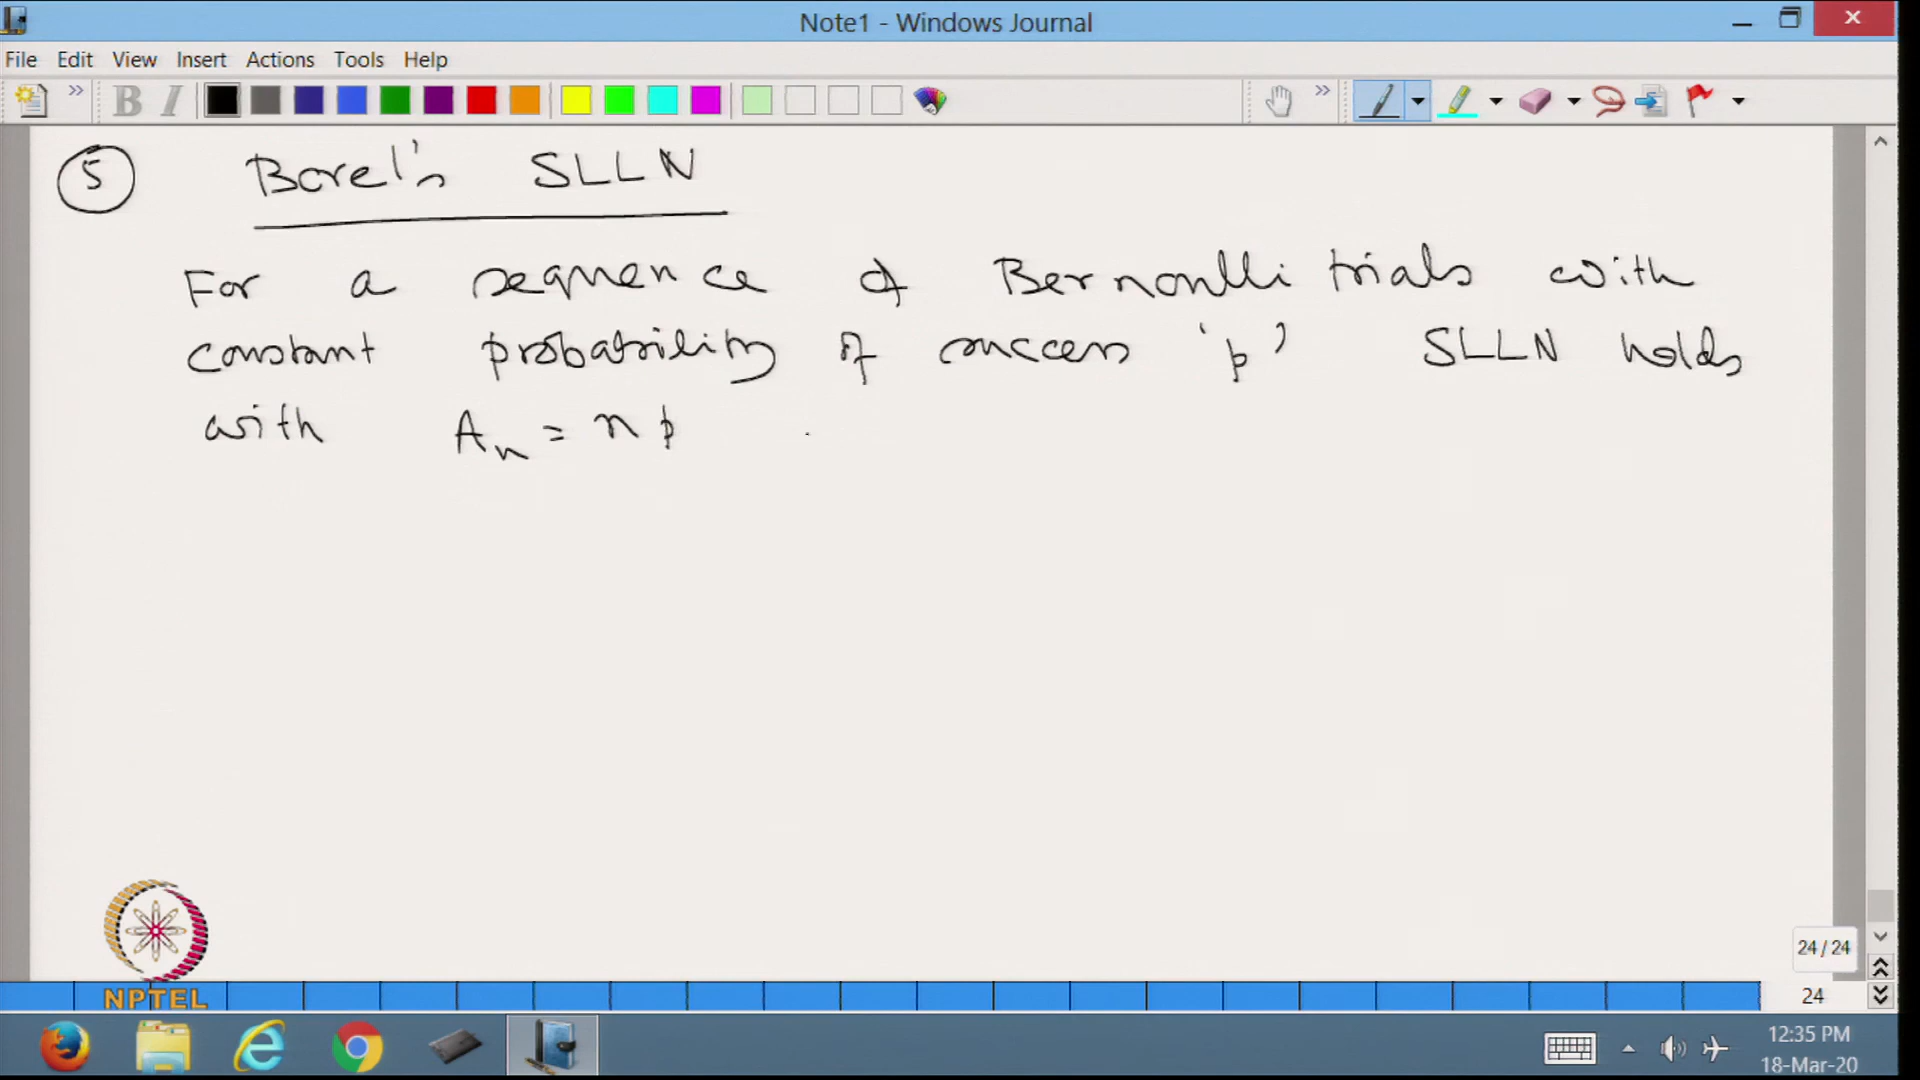 Note1 - Windows Journal
File Edit View Insert Actions Tools Help
B I
5 Borel's SLLN
For a sequence of Bernoulli trials with
constant probability of success 'p' SLLN holds
with An = np
24 / 24
NPTEL
24
12:35 PM
18-Mar-20